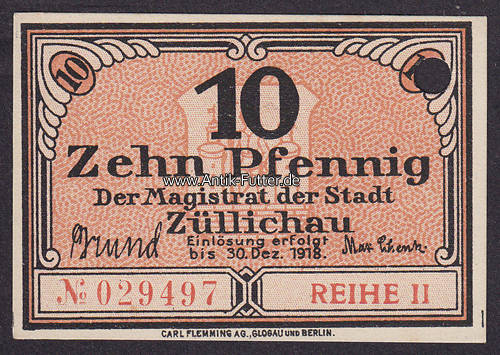 10
10
Zehn Pfennig
www.Antik-Futter.de
Der Magistrat der Stadt
Züllichau
Einlösung erfolgt
bis 30. Dez. 1918.
Brund
№ 029497
REIHE II
CARL FLEMMING AG., GLOGAU UND BERLIN.